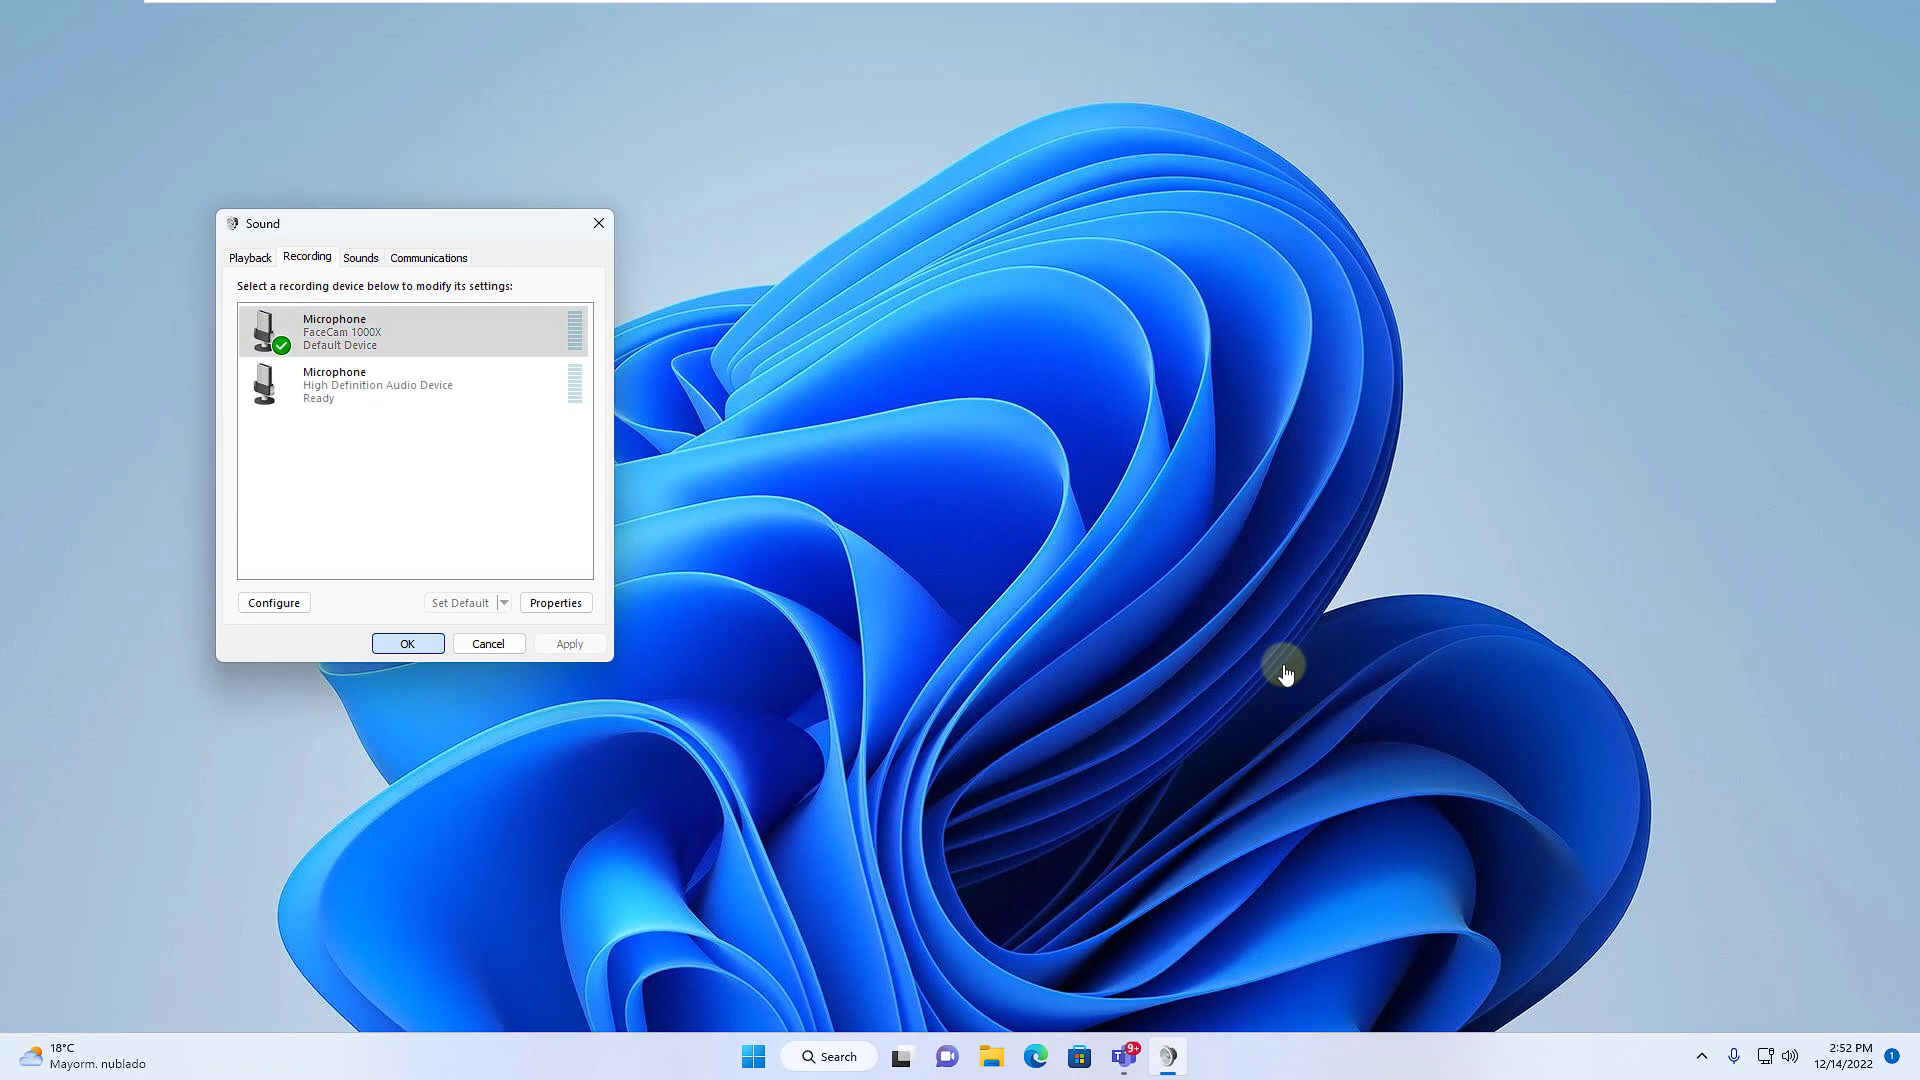 Sound
Playback
Recording
Sounds
Communications
Select a recording device below to modify its settings:
Microphone
FaceCam 1000X
Default Device
Microphone
High Definition Audio Device
Ready
Configure
Set Default
Properties
OK
Cancel
Apply
18°C
Mayorm. nublado
Search
T
9+
2:52 PM
12/14/2022
1